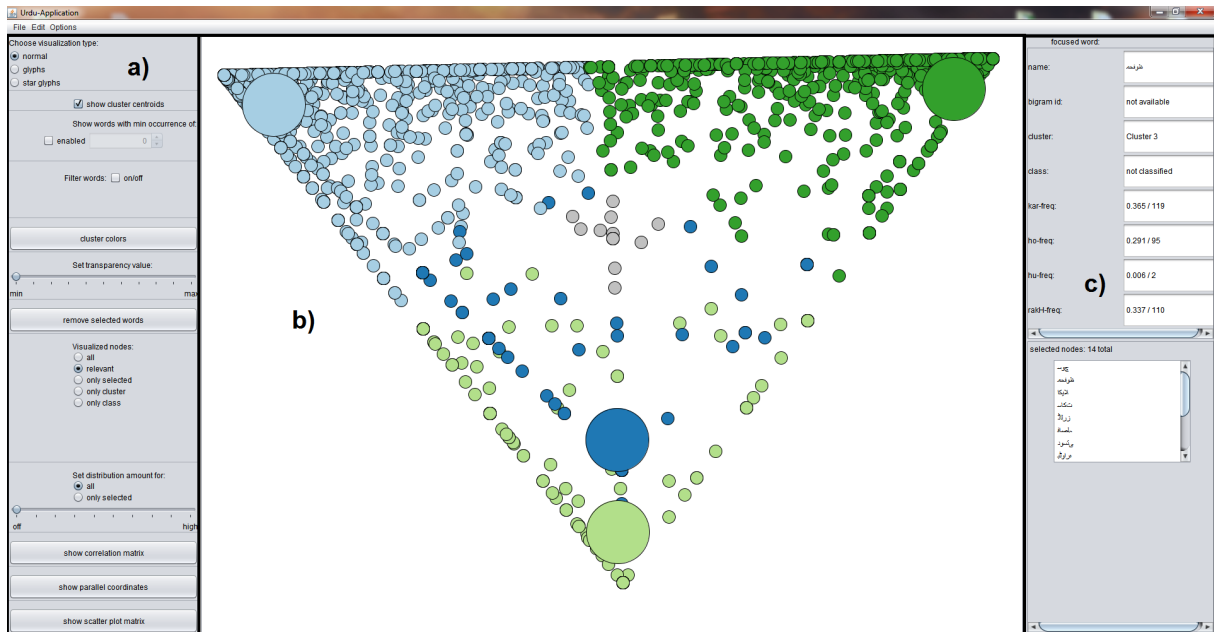 Urdu-Application
File Edit Options
Choose visualization type:
normal
glyphs
star glyphs
a)
show cluster centroids
Show words with min occurrence of:
enabled 0
Filter words: on/off
cluster colors
Set transparency value:
min max
remove selected words
Visualized nodes:
all
relevant
only selected
only cluster
only class
Set distribution amount for:
all
only selected
off high
show correlation matrix
show parallel coordinates
show scatter plot matrix
b)
focused word:
name:
bigram id: not available
cluster: Cluster 3
class: not classified
kar-freq: 0.365 / 119
ho-freq: 0.291 / 95
hu-freq: 0.006 / 2
c)
rakH-freq: 0.337 / 110
selected nodes: 14 total